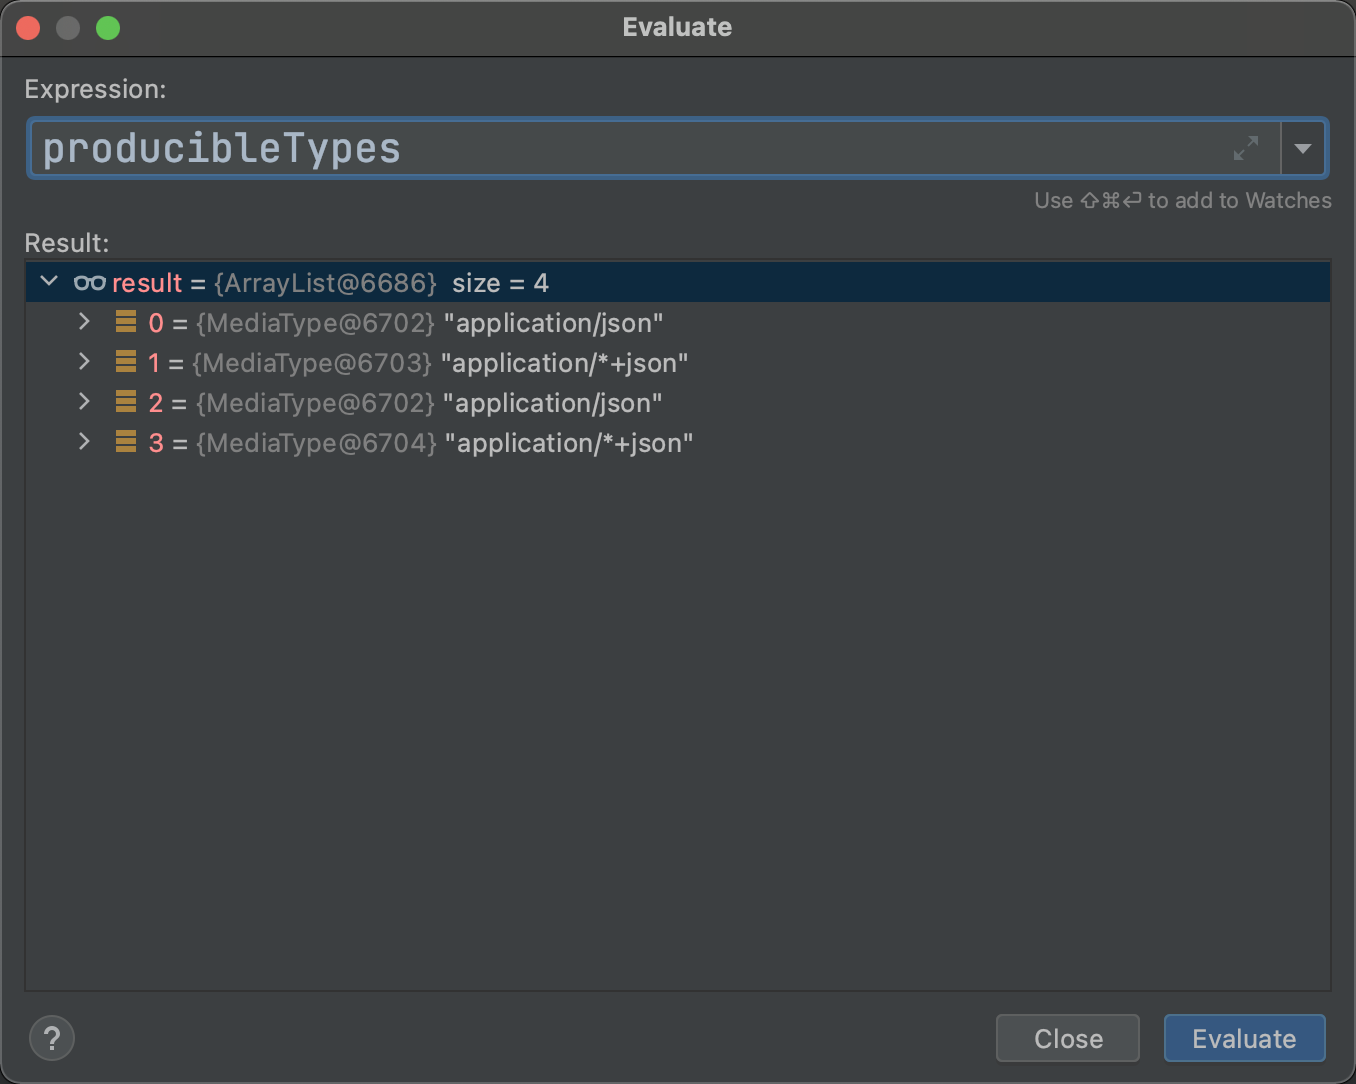 Evaluate
Expression:
producibleTypes
Use ⇧⌘↩ to add to Watches
Result:
result = {ArrayList@6686} size = 4
0 = {MediaType@6702} "application/json"
1 = {MediaType@6703} "application/*+json"
2 = {MediaType@6702} "application/json"
3 = {MediaType@6704} "application/*+json"
?
Close
Evaluate